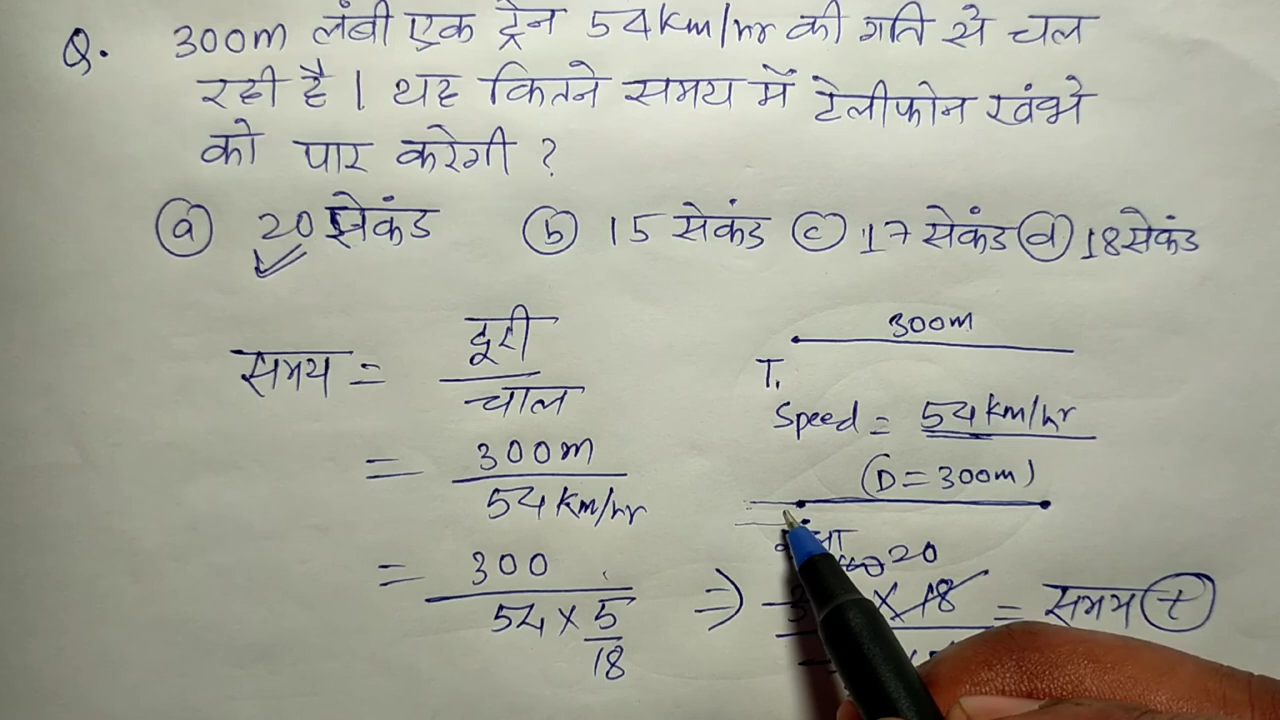 Q. 300m लंबी एक ट्रेन 54km/hr की गति से चल
रही है। यह कितने समय में टेलीफोन खंभे
को पार करेगी ?
ⓐ 20 सेकंड ⓑ 15 सेकंड ⓒ 17 सेकंड ⓓ 18 सेकंड
समय = दूरी / चाल
= 300m / 54 km/hr
= 300 / 54 × 5/18
300m
T.
Speed = 54 km/hr
(D = 300m)
20
⇒ × 18 = समय (t)